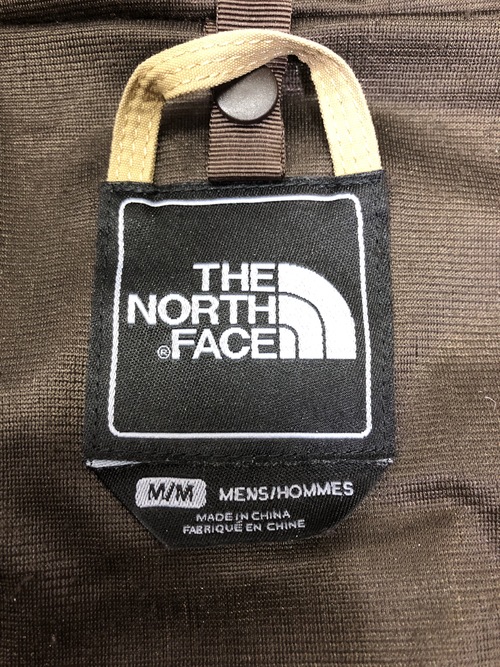 THE
NORTH
® FACE
M/M MENS/HOMMES
MADE IN CHINA
FABRIQUÉ EN CHINE